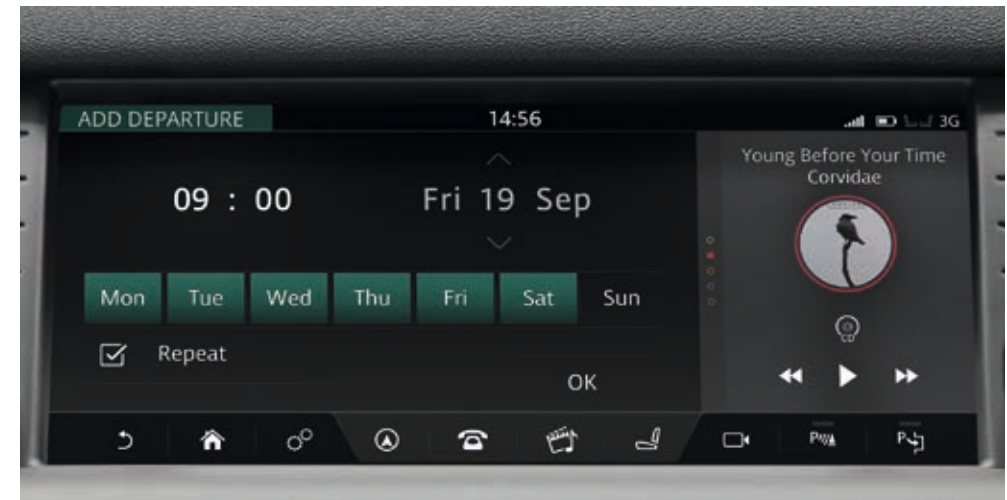 ADD DEPARTURE
14:56
3G
Young Before Your Time
Corvidae
09 : 00
Fri 19 Sep
Mon Tue Wed Thu Fri Sat Sun
Repeat
OK
CD
P
P